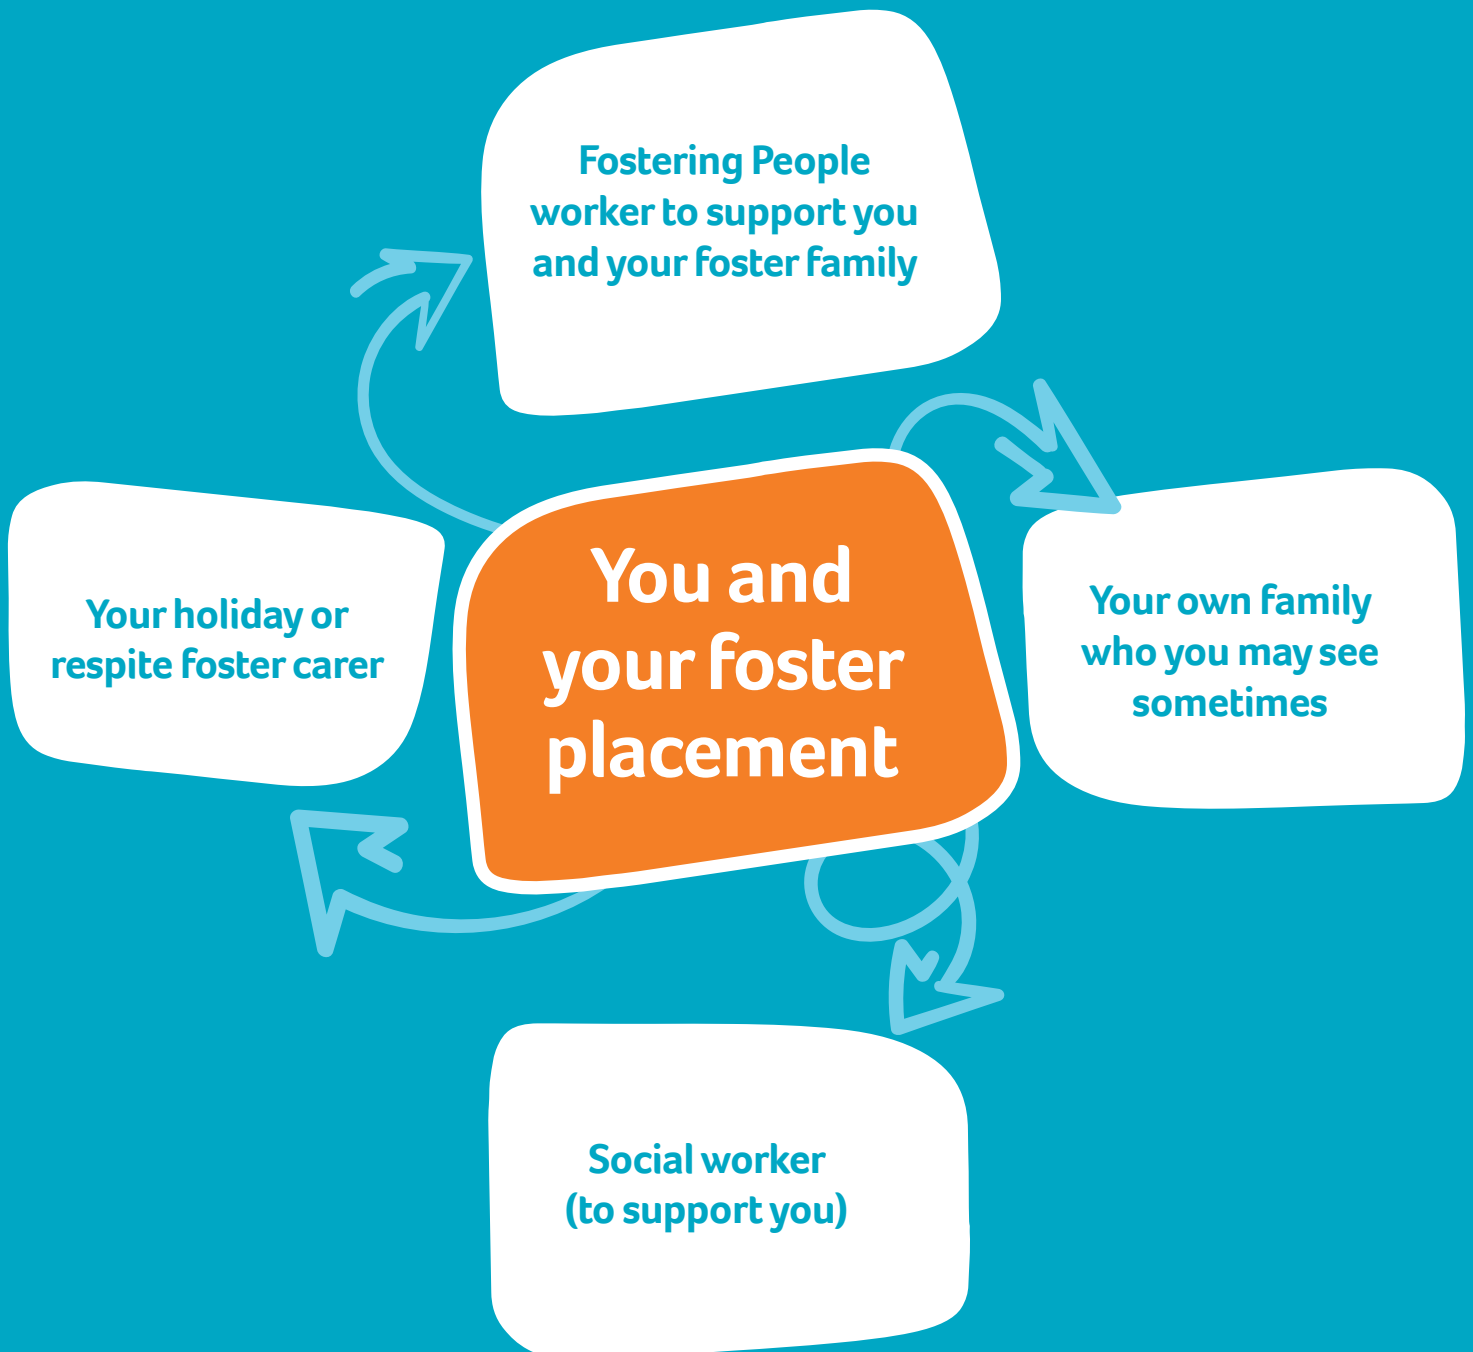 Fostering People
worker to support you
and your foster family
You and
your foster
placement
Your holiday or
respite foster carer
Your own family
who you may see
sometimes
Social worker
(to support you)